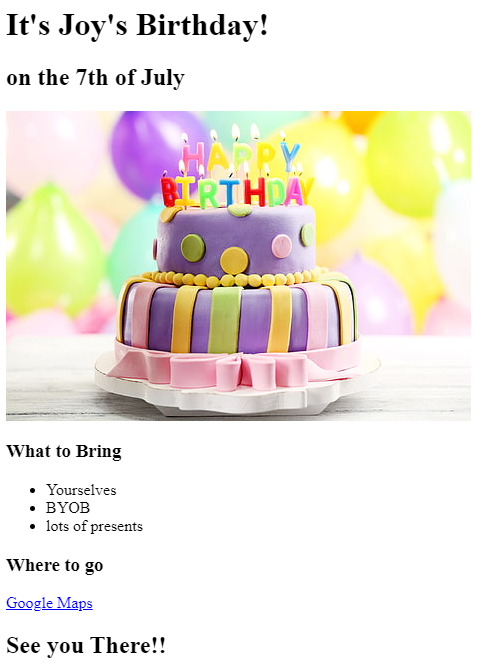 It's Joy's Birthday!
on the 7th of July
HAPPY
BIRTHDAY
What to Bring
Yourselves
BYOB
lots of presents
Where to go
Google Maps
See you There!!